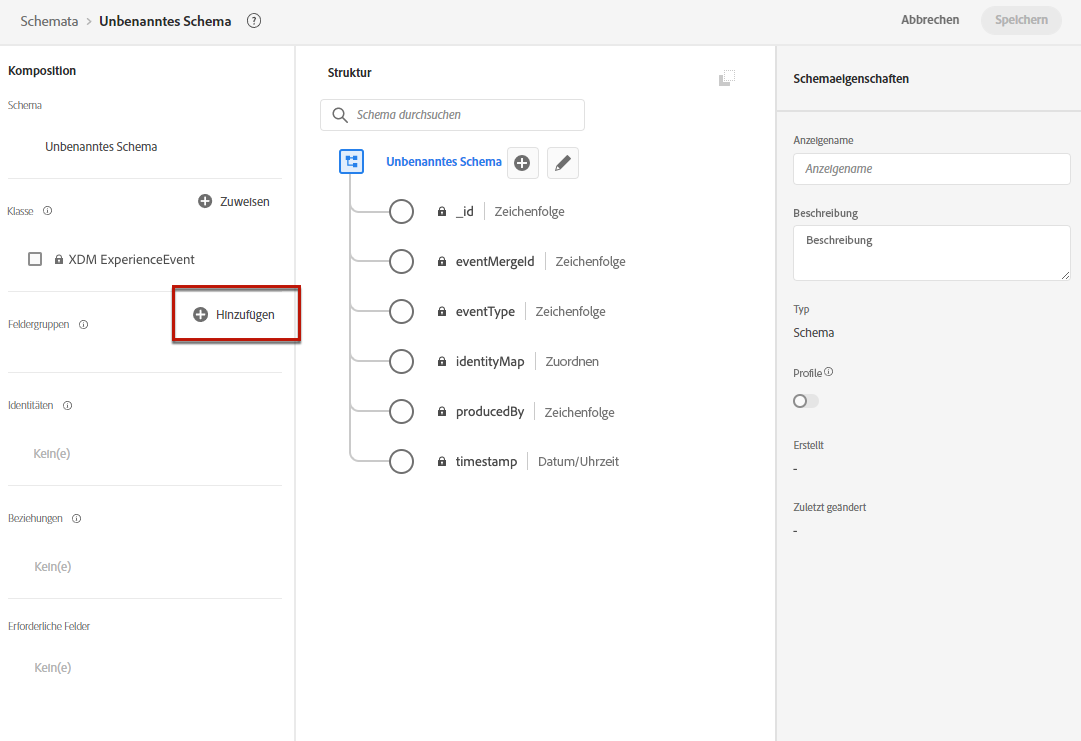 Schemata > Unbenanntes Schema ?
Abbrechen
Speichern
Komposition
Schema
Unbenanntes Schema
Klasse
Zuweisen
XDM ExperienceEvent
Feldergruppen
Hinzufügen
Identitäten
Kein(e)
Beziehungen
Kein(e)
Erforderliche Felder
Kein(e)
Struktur
Schema durchsuchen
Unbenanntes Schema
_id Zeichenfolge
eventMergeId Zeichenfolge
eventType Zeichenfolge
identityMap Zuordnen
producedBy Zeichenfolge
timestamp Datum/Uhrzeit
Schemaeigenschaften
Anzeigename
Anzeigename
Beschreibung
Beschreibung
Typ
Schema
Profile
Erstellt
-
Zuletzt geändert
-